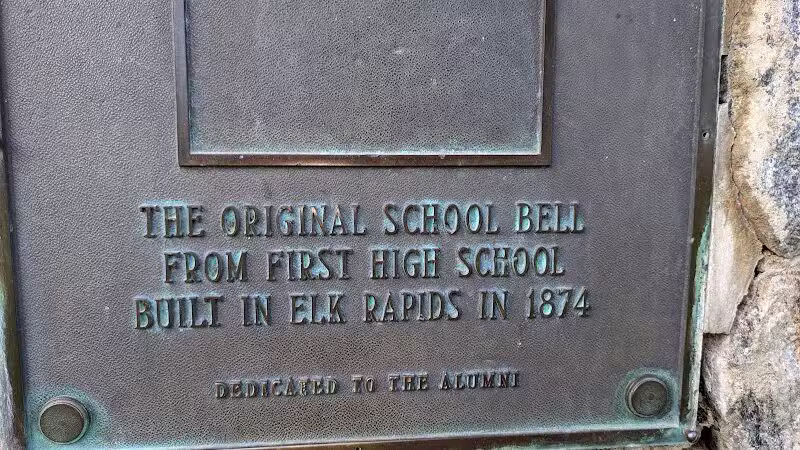 THE ORIGINAL SCHOOL BELL
FROM FIRST HIGH SCHOOL
BUILT IN ELK RAPIDS IN 1874
DEDICATED TO THE ALUMNI